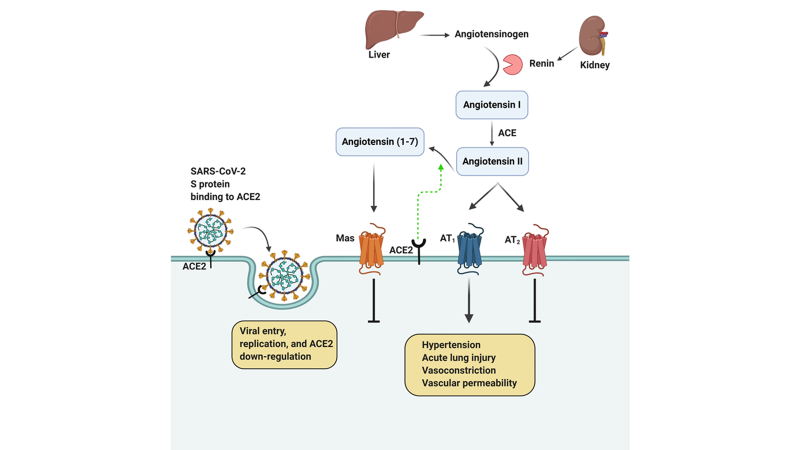 Liver
Angiotensinogen
Renin
Kidney
Angiotensin I
ACE
Angiotensin (1-7)
Angiotensin II
SARS-CoV-2
S protein
binding to ACE2
Mas
ACE2
AT₁
AT₂
ACE2
Viral entry,
replication, and ACE2
down-regulation
Hypertension
Acute lung injury
Vasoconstriction
Vascular permeability